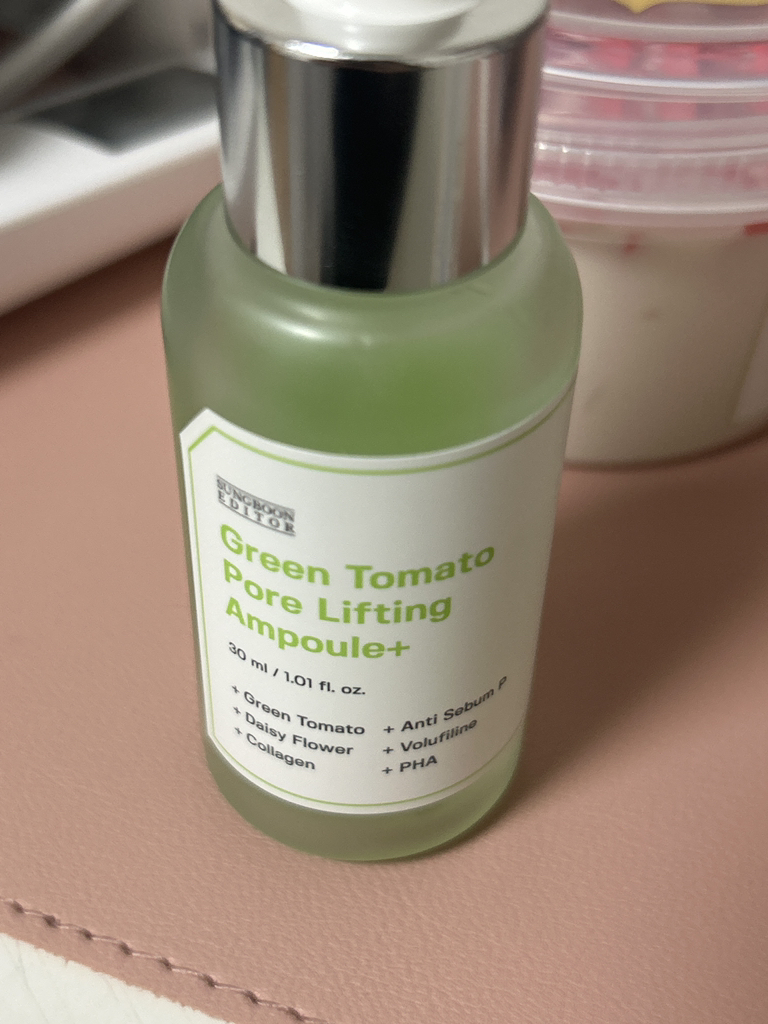 SUNGBOON
EDITOR
Green Tomato
Pore Lifting
Ampoule+
30 ml / 1.01 fl. oz.
+ Green Tomato
+ Daisy Flower
+ Collagen
+ Anti Sebum P
+ Volufiline
+ PHA